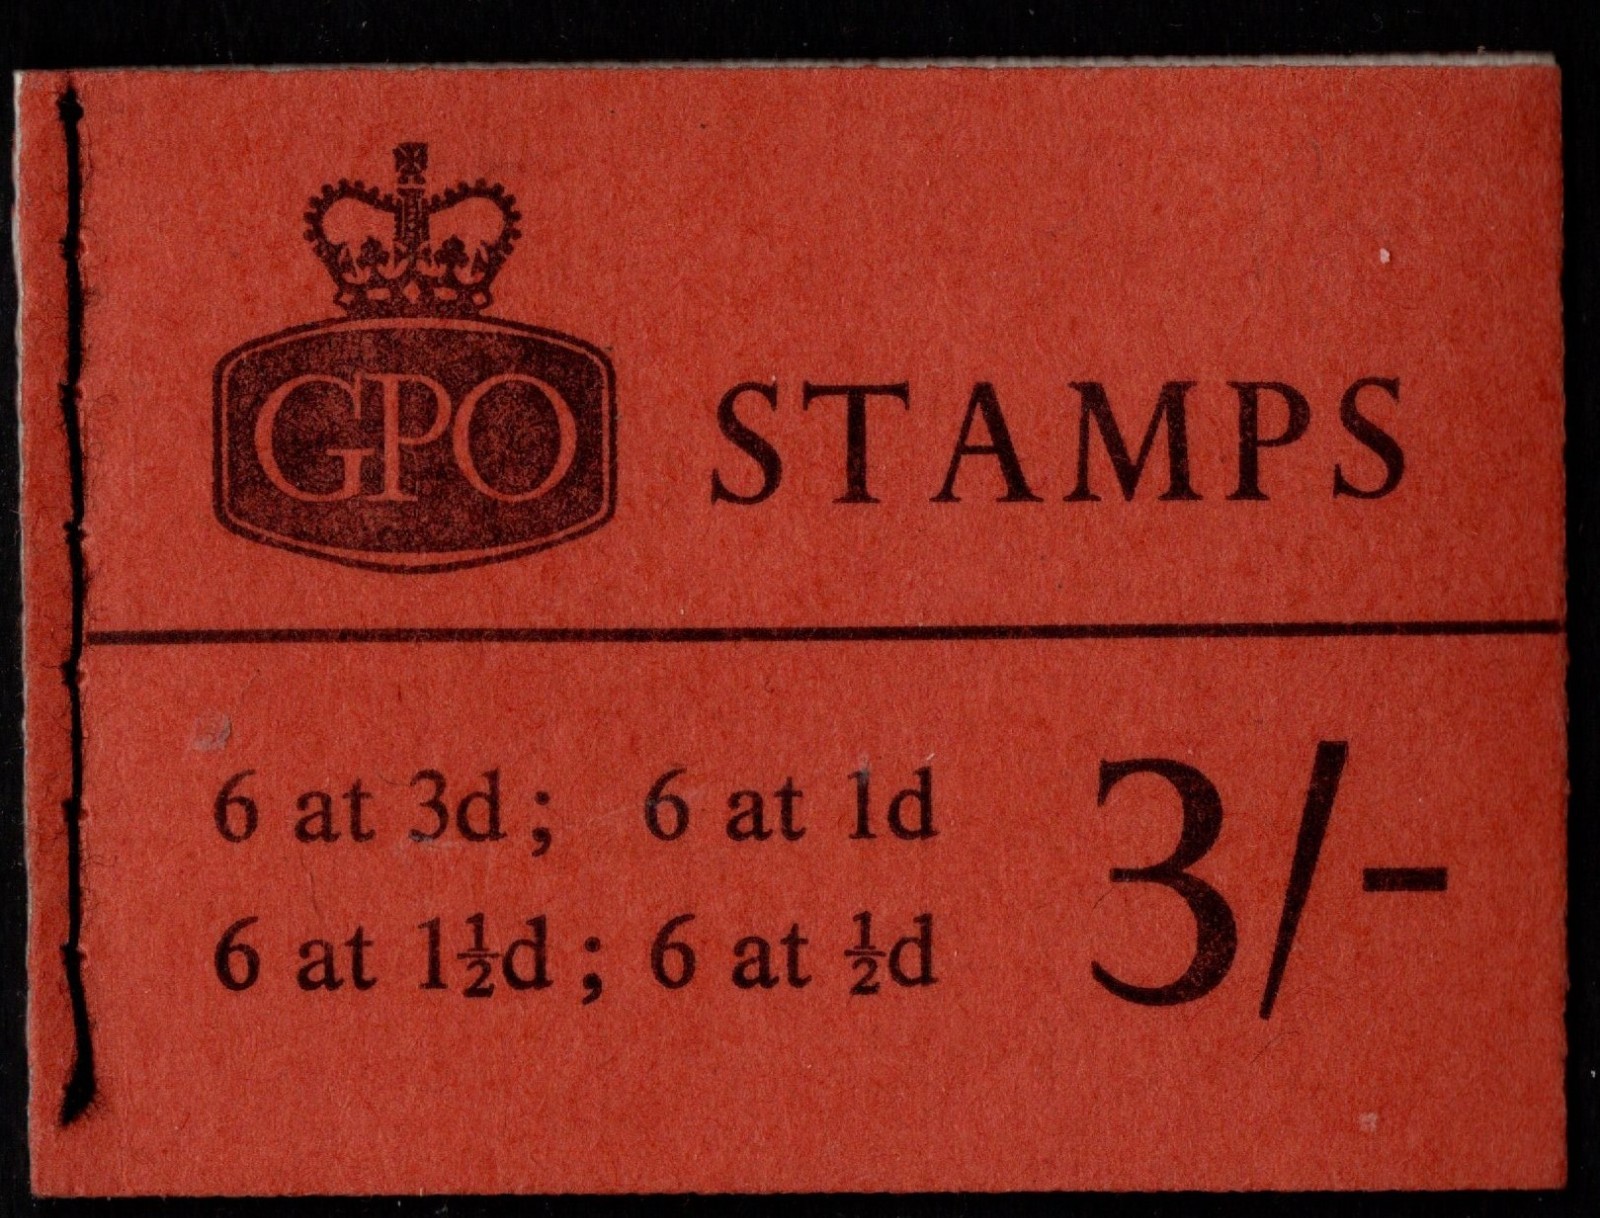 GPO STAMPS
6 at 3d; 6 at 1d
6 at 1½d; 6 at ½d
3/-